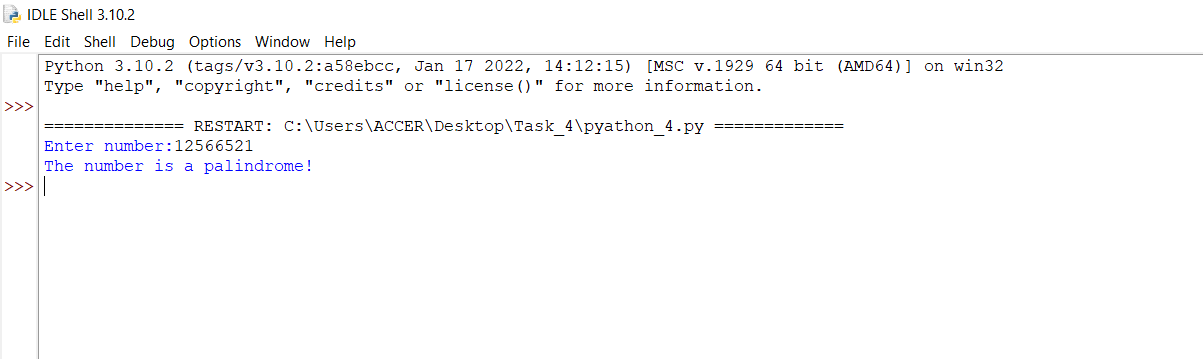 IDLE Shell 3.10.2
File Edit Shell Debug Options Window Help
Python 3.10.2 (tags/v3.10.2:a58ebcc, Jan 17 2022, 14:12:15) [MSC v.1929 64 bit (AMD64)] on win32
Type "help", "copyright", "credits" or "license()" for more information.
>>>
============== RESTART: C:\Users\ACCER\Desktop\Task_4\pyathon_4.py =============
Enter number:12566521
The number is a palindrome!
>>>